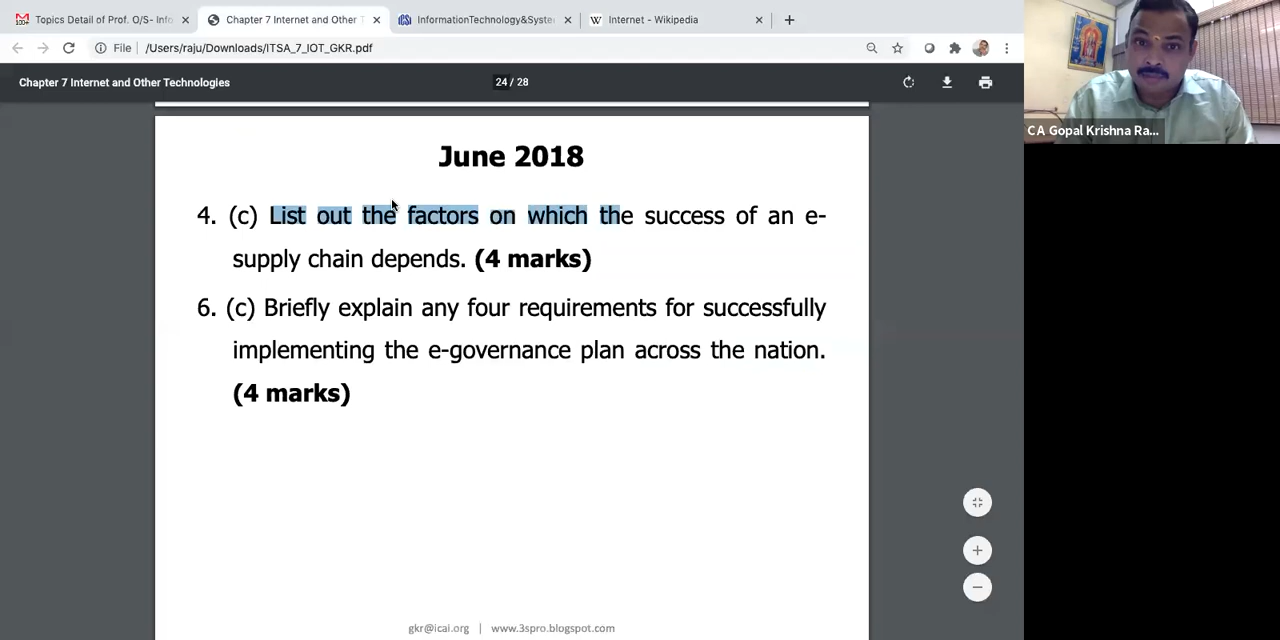 Topics Detail of Prof. O/S- Info
Chapter 7 Internet and Other T
InformationTechnology&Syste
Internet - Wikipedia
File | /Users/raju/Downloads/ITSA_7_IOT_GKR.pdf
Chapter 7 Internet and Other Technologies
24 / 28
June 2018
4. (c) List out the factors on which the success of an e-
supply chain depends. (4 marks)
6. (c) Briefly explain any four requirements for successfully
implementing the e-governance plan across the nation.
(4 marks)
gkr@icai.org | www.3spro.blogspot.com
C A Gopal Krishna Ra...